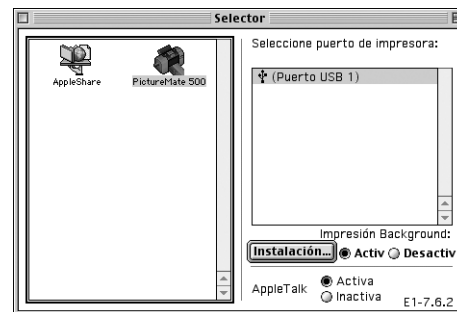 Selector
Seleccione puerto de impresora:
AppleShare
PictureMate 500
(Puerto USB 1)
Impresión Background:
Instalación...
Activ
Desactiv
AppleTalk
Activa
Inactiva
E1-7.6.2